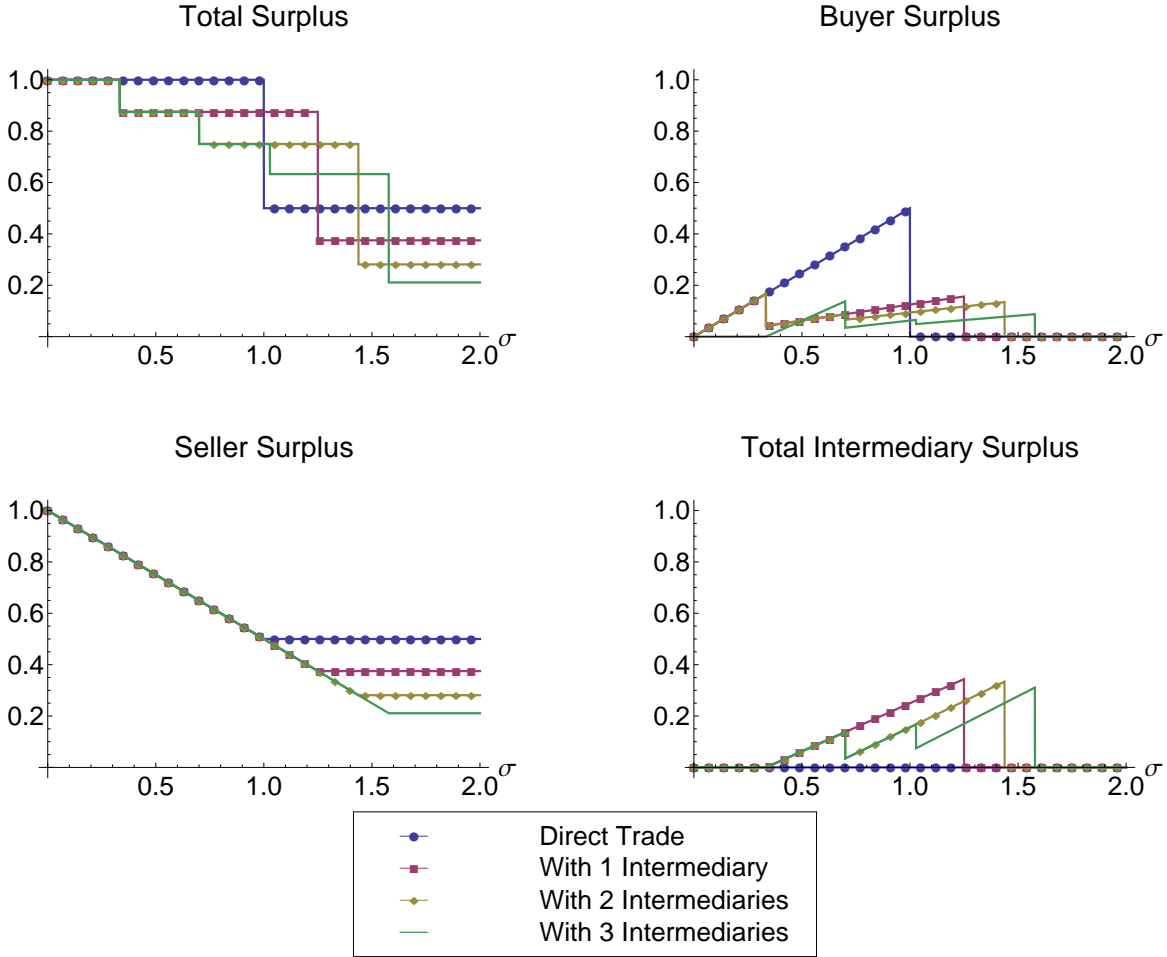 Total Surplus
1.0
0.8
0.6
0.4
0.2
0.5 1.0 1.5 2.0 σ
Buyer Surplus
1.0
0.8
0.6
0.4
0.2
0.5 1.0 1.5 2.0 σ
Seller Surplus
1.0
0.8
0.6
0.4
0.2
0.5 1.0 1.5 2.0 σ
Total Intermediary Surplus
1.0
0.8
0.6
0.4
0.2
0.5 1.0 1.5 2.0 σ
Direct Trade
With 1 Intermediary
With 2 Intermediaries
With 3 Intermediaries